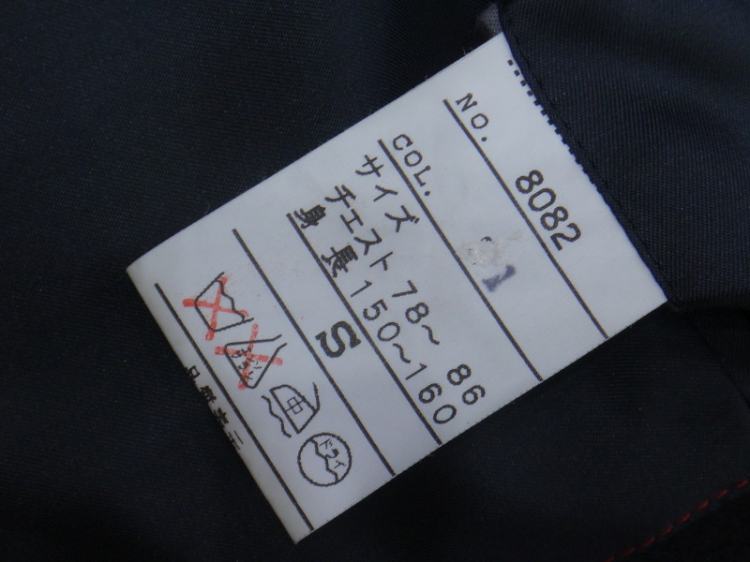 NO. 8082
COL.
サイズ
チェスト 78〜 86
身 長 150〜160
S
中
ドライ